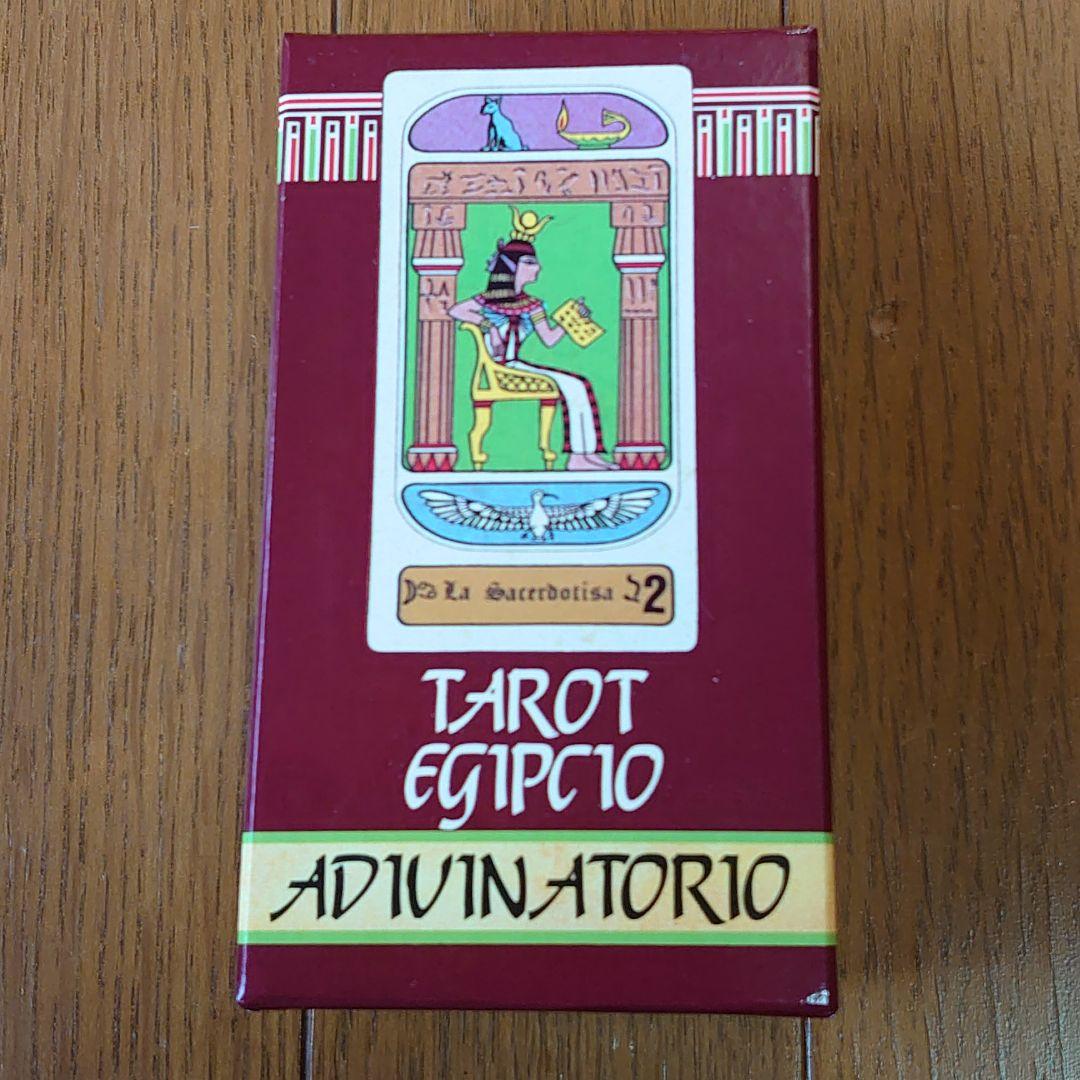 La Sacerdotisa 2
TAROT
EGIPCIO
ADIVINATORIO